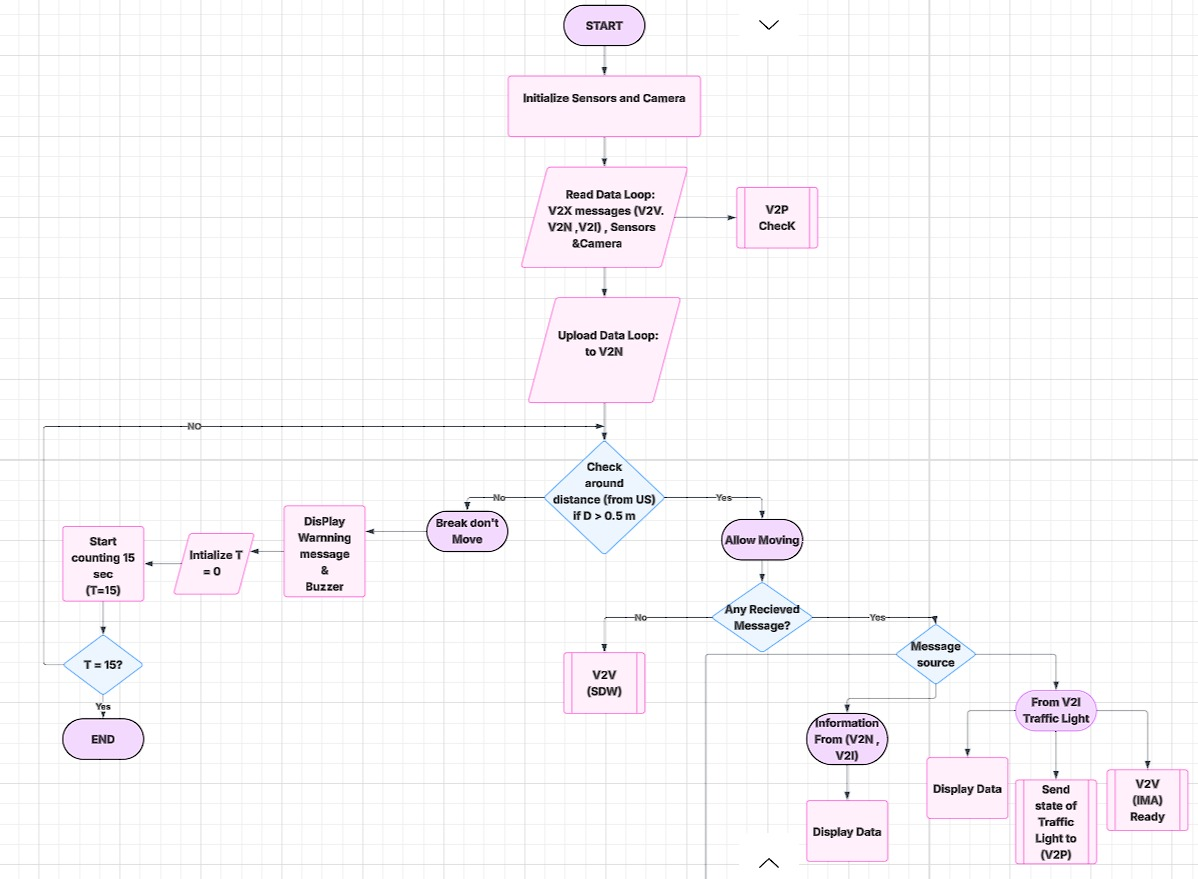 START
Initialize Sensors and Camera
Read Data Loop:
V2X messages (V2V.
V2N ,V2I) , Sensors
&Camera
V2P
ChecK
Upload Data Loop:
to V2N
NO
Check
around
distance (from US)
if D > 0.5 m
No
Yes
Break don't
Move
DisPlay
Warnning
message
&
Buzzer
Intialize T
= 0
Start
counting 15
sec
(T=15)
T = 15?
Yes
END
Allow Moving
Any Recieved
Message?
No
Yes
V2V
(SDW)
Message
source
Information
From (V2N ,
V2I)
Display Data
From V2I
Traffic Light
Display Data
Send
state of
Traffic
Light to
(V2P)
V2V
(IMA)
Ready